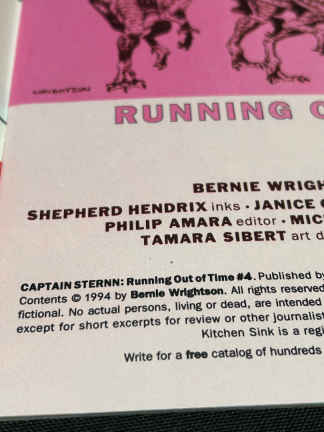 WRIGHTSON
RUNNING O
BERNIE WRIGH
SHEPHERD HENDRIX inks • JANICE C
PHILIP AMARA editor • MIC
TAMARA SIBERT art d
CAPTAIN STERNN: Running Out of Time #4. Published by
Contents © 1994 by Bernie Wrightson. All rights reserved
fictional. No actual persons, living or dead, are intended
except for short excerpts for review or other journalist
Kitchen Sink is a regi
Write for a free catalog of hundreds